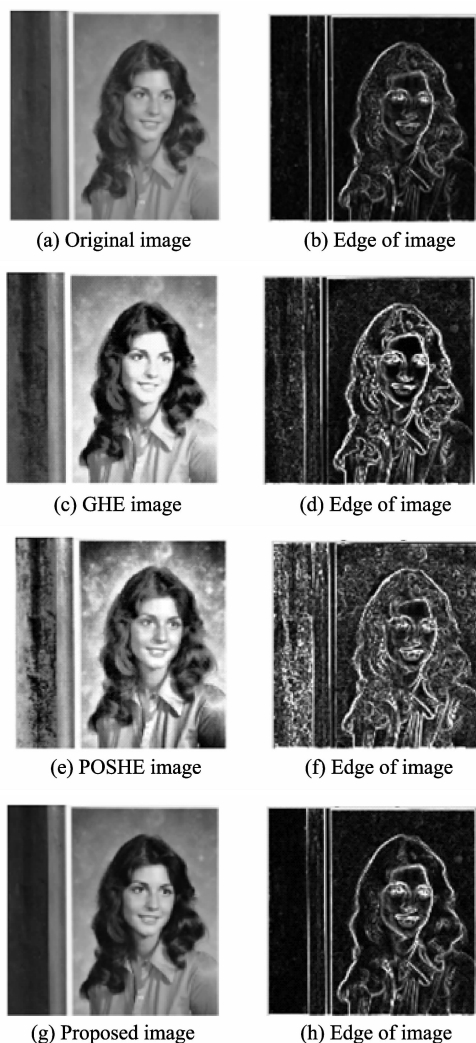 (a) Original image
(b) Edge of image
(c) GHE image
(d) Edge of image
(e) POSHE image
(f) Edge of image
(g) Proposed image
(h) Edge of image